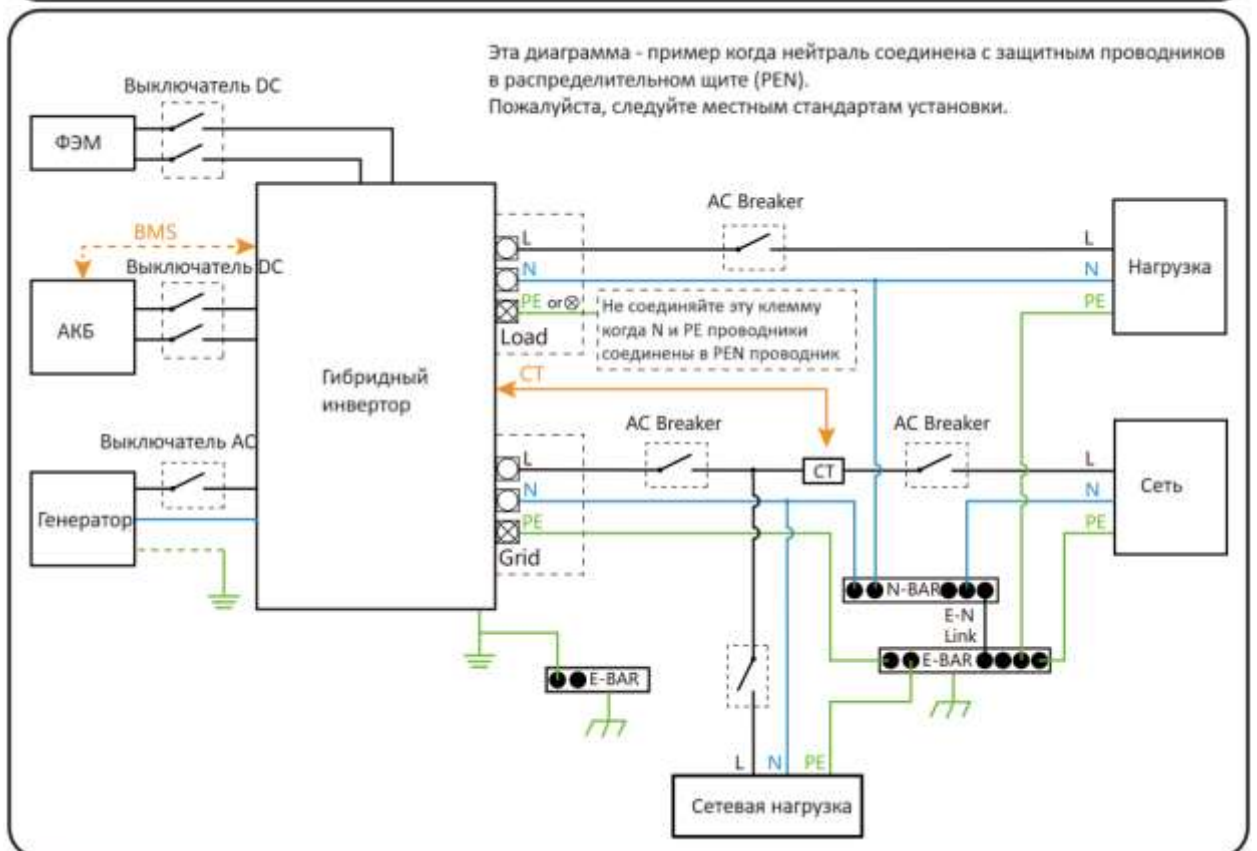 Эта диаграмма - пример когда нейтраль соединена с защитным проводников
в распределительном щите (PEN).
Пожалуйста, следуйте местным стандартам установки.
Выключатель DC
ФЭМ
AC Breaker
BMS
L
L
N
N
Нагрузка
Выключатель DC
PE or⊗
PE
Не соединяйте эту клемму
когда N и PE проводники
соединены в PEN проводник
Load
АКБ
CT
Гибридный
инвертор
AC Breaker
AC Breaker
Выключатель AC
L
CT
L
N
N
Сеть
Генератор
PE
PE
Grid
N-BAR
E-N
Link
E-BAR
E-BAR
L
N
PE
Сетевая нагрузка